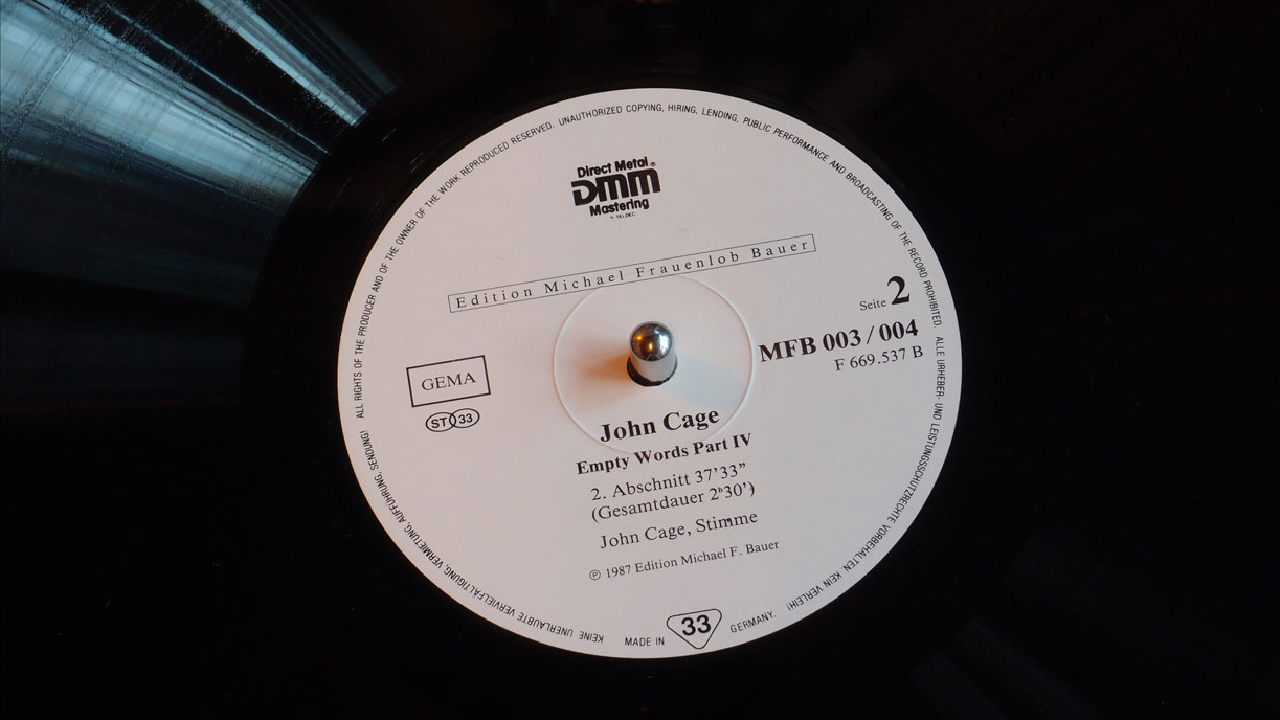 Direct Metal®
DMM
Mastering
Edition Michael Frauenlob Bauer
Seite 2
MFB 003 / 004
F 669.537 B
GEMA
ST 33
John Cage
Empty Words Part IV
2. Abschnitt 37'33"
(Gesamtdauer 2ʰ30')
John Cage, Stimme
℗ 1987 Edition Michael F. Bauer
MADE IN 33 GERMANY.
ALL RIGHTS OF THE PRODUCER AND OF THE OWNER OF THE WORK REPRODUCED RESERVED. UNAUTHORIZED COPYING, HIRING, LENDING, PUBLIC PERFORMANCE AND BROADCASTING OF THE RECORD PROHIBITED. ALLE URHEBER- UND LEISTUNGSSCHUTZRECHTE VORBEHALTEN. KEIN VERLEIH! KEINE UNERLAUBTE VERVIELFÄLTIGUNG, VERMIETUNG, AUFFÜHRUNG, SENDUNG!